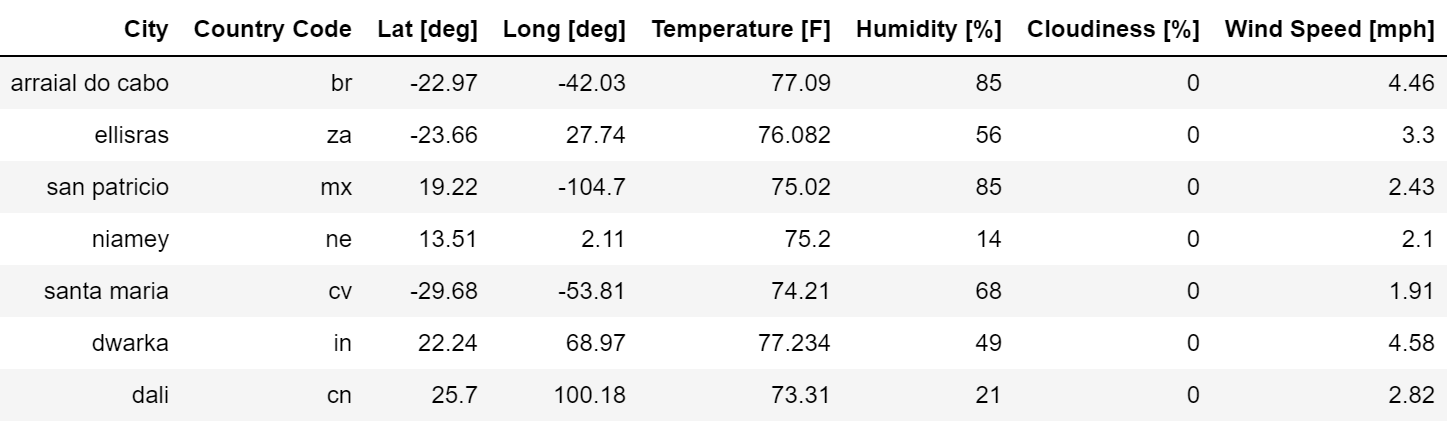 City Country Code Lat [deg] Long [deg] Temperature [F] Humidity [%] Cloudiness [%] Wind Speed [mph]
arraial do cabo br -22.97 -42.03 77.09 85 0 4.46
ellisras za -23.66 27.74 76.082 56 0 3.3
san patricio mx 19.22 -104.7 75.02 85 0 2.43
niamey ne 13.51 2.11 75.2 14 0 2.1
santa maria cv -29.68 -53.81 74.21 68 0 1.91
dwarka in 22.24 68.97 77.234 49 0 4.58
dali cn 25.7 100.18 73.31 21 0 2.82